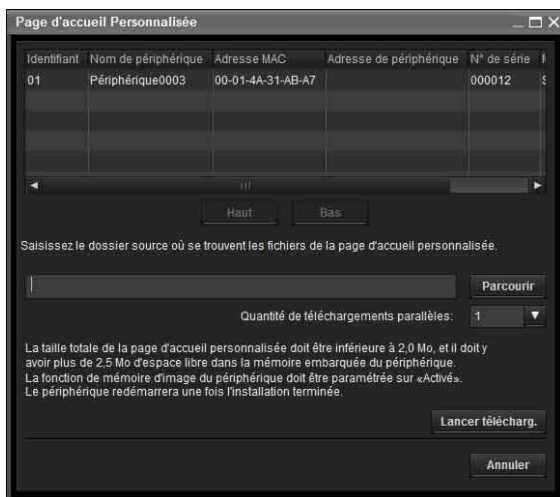 Page d'accueil Personnalisée
Identifiant Nom de périphérique Adresse MAC Adresse de périphérique N° de série
01 Périphérique0003 00-01-4A-31-AB-A7 000012
Haut Bas
Saisissez le dossier source où se trouvent les fichiers de la page d'accueil personnalisée.
Parcourir
Quantité de téléchargements parallèles: 1
La taille totale de la page d'accueil personnalisée doit être inférieure à 2,0 Mo, et il doit y
avoir plus de 2,5 Mo d'espace libre dans la mémoire embarquée du périphérique.
La fonction de mémoire d'image du périphérique doit être paramétrée sur «Activé».
Le périphérique redémarrera une fois l'installation terminée.
Lancer télécharg.
Annuler